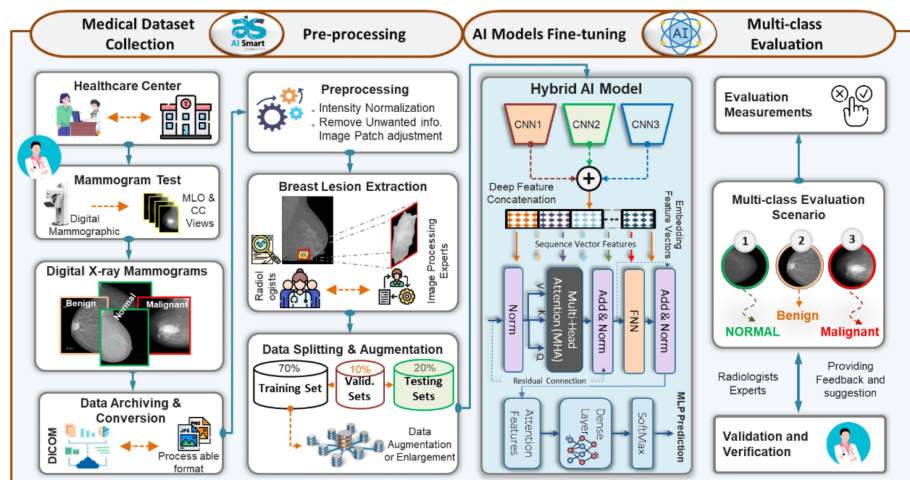 Medical Dataset
Collection
AI Smart
Pre-processing
AI Models Fine-tuning
AI
Multi-class
Evaluation
Healthcare Center
Mammogram Test
Digital
Mammographic
MLO &
CC
Views
Digital X-ray Mammograms
Benign
Normal
Malignant
Data Archiving &
Conversion
DICOM
JPG
PNG
Process able
format
Preprocessing
Intensity Normalization
Remove Unwanted info.
Image Patch adjustment
Breast Lesion Extraction
Radiol
ogists
Image Processing
Experts
Data Splitting & Augmentation
70%
Training Set
10%
Valid.
Sets
20%
Testing
Sets
Data
Augmentation
or Enlargement
Hybrid AI Model
CNN1
CNN2
CNN3
+
Deep Feature
Concatenation
Embedding
Feature Vectors
Sequence Vector Features
Norm
V
K
Q
Multi-Head
Attention (MHA)
Add & Norm
FNN
Add & Norm
Residual Connection
Attention
Features
Dense
Layer
SoftMax
MLP Prediction
Evaluation
Measurements
Multi-class Evaluation
Scenario
1
2
3
NORMAL
Benign
Malignant
Radiologists
Experts
Providing
Feedback and
suggestion
Validation and
Verification